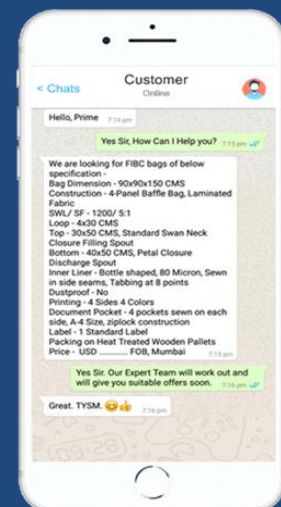 < Chats
Customer
Online
Hello, Prime 7:14 pm
Yes Sir, How Can I Help you? 7:15 pm
We are looking for FIBC bags of below
specification -
Bag Dimension - 90x90x150 CMS
Construction - 4-Panel Baffle Bag, Laminated
Fabric
SWL/ SF - 1200/ 5:1
Loop - 4x30 CMS
Top - 30x50 CMS, Standard Swan Neck
Closure Filling Spout
Bottom - 40x50 CMS, Petal Closure
Discharge Spout
Inner Liner - Bottle shaped, 80 Micron, Sewn
in side seams, Tabbing at 8 points
Dustproof - No
Printing - 4 Sides 4 Colors
Document Pocket - 4 pockets sewn on each
side, A-4 Size, ziplock construction
Label - 1 Standard Label
Packing on Heat Treated Wooden Pallets
Price - USD ............... FOB, Mumbai 7:15 pm
Yes Sir. Our Expert Team will work out and
will give you suitable offers soon. 7:16 pm
Great. TYSM. 😊👍 7:16 pm